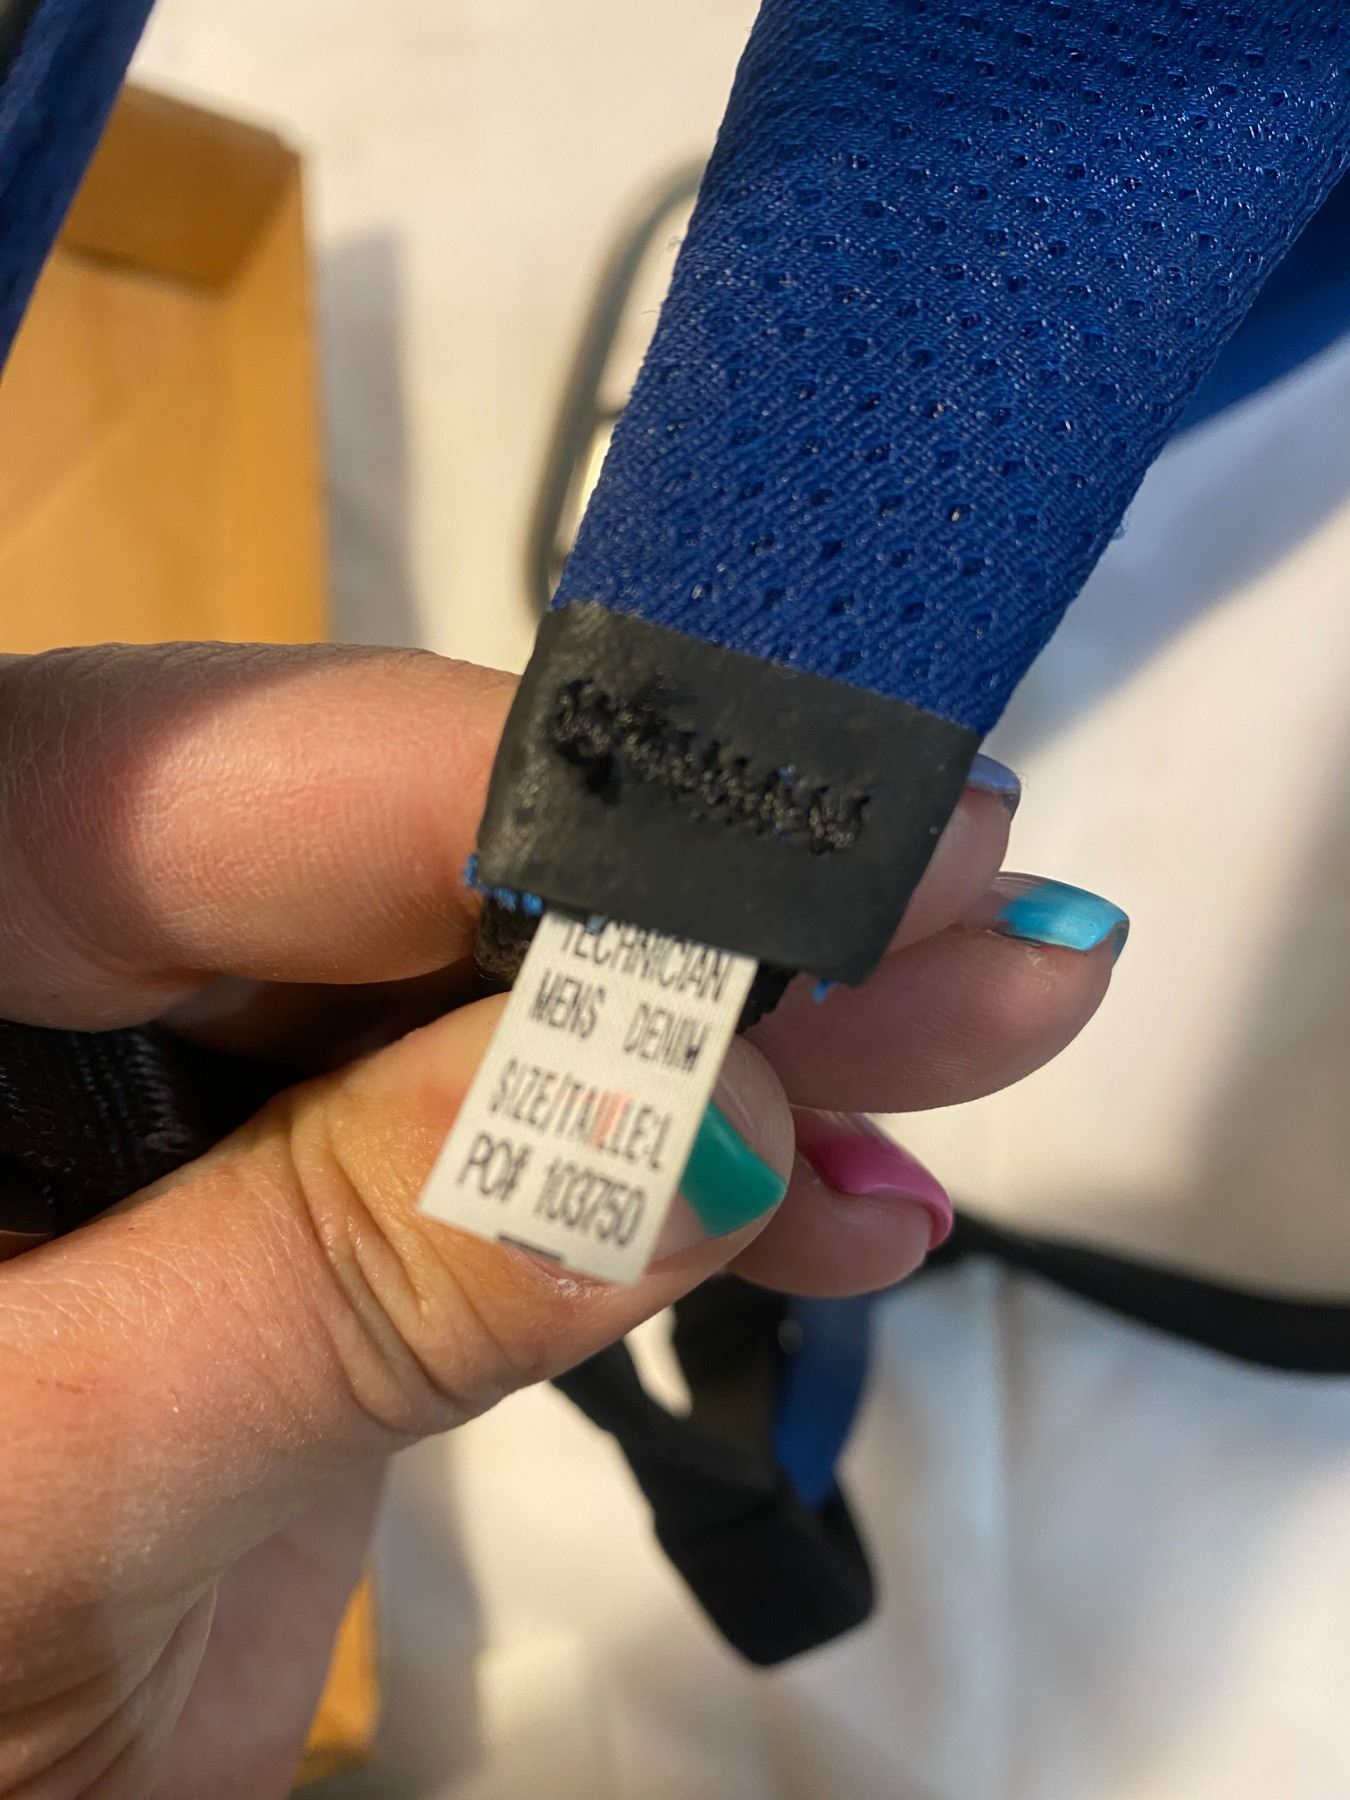 TECHNICIAN
MENS DENIM
SIZE/TAILLE:L
PO# 103750